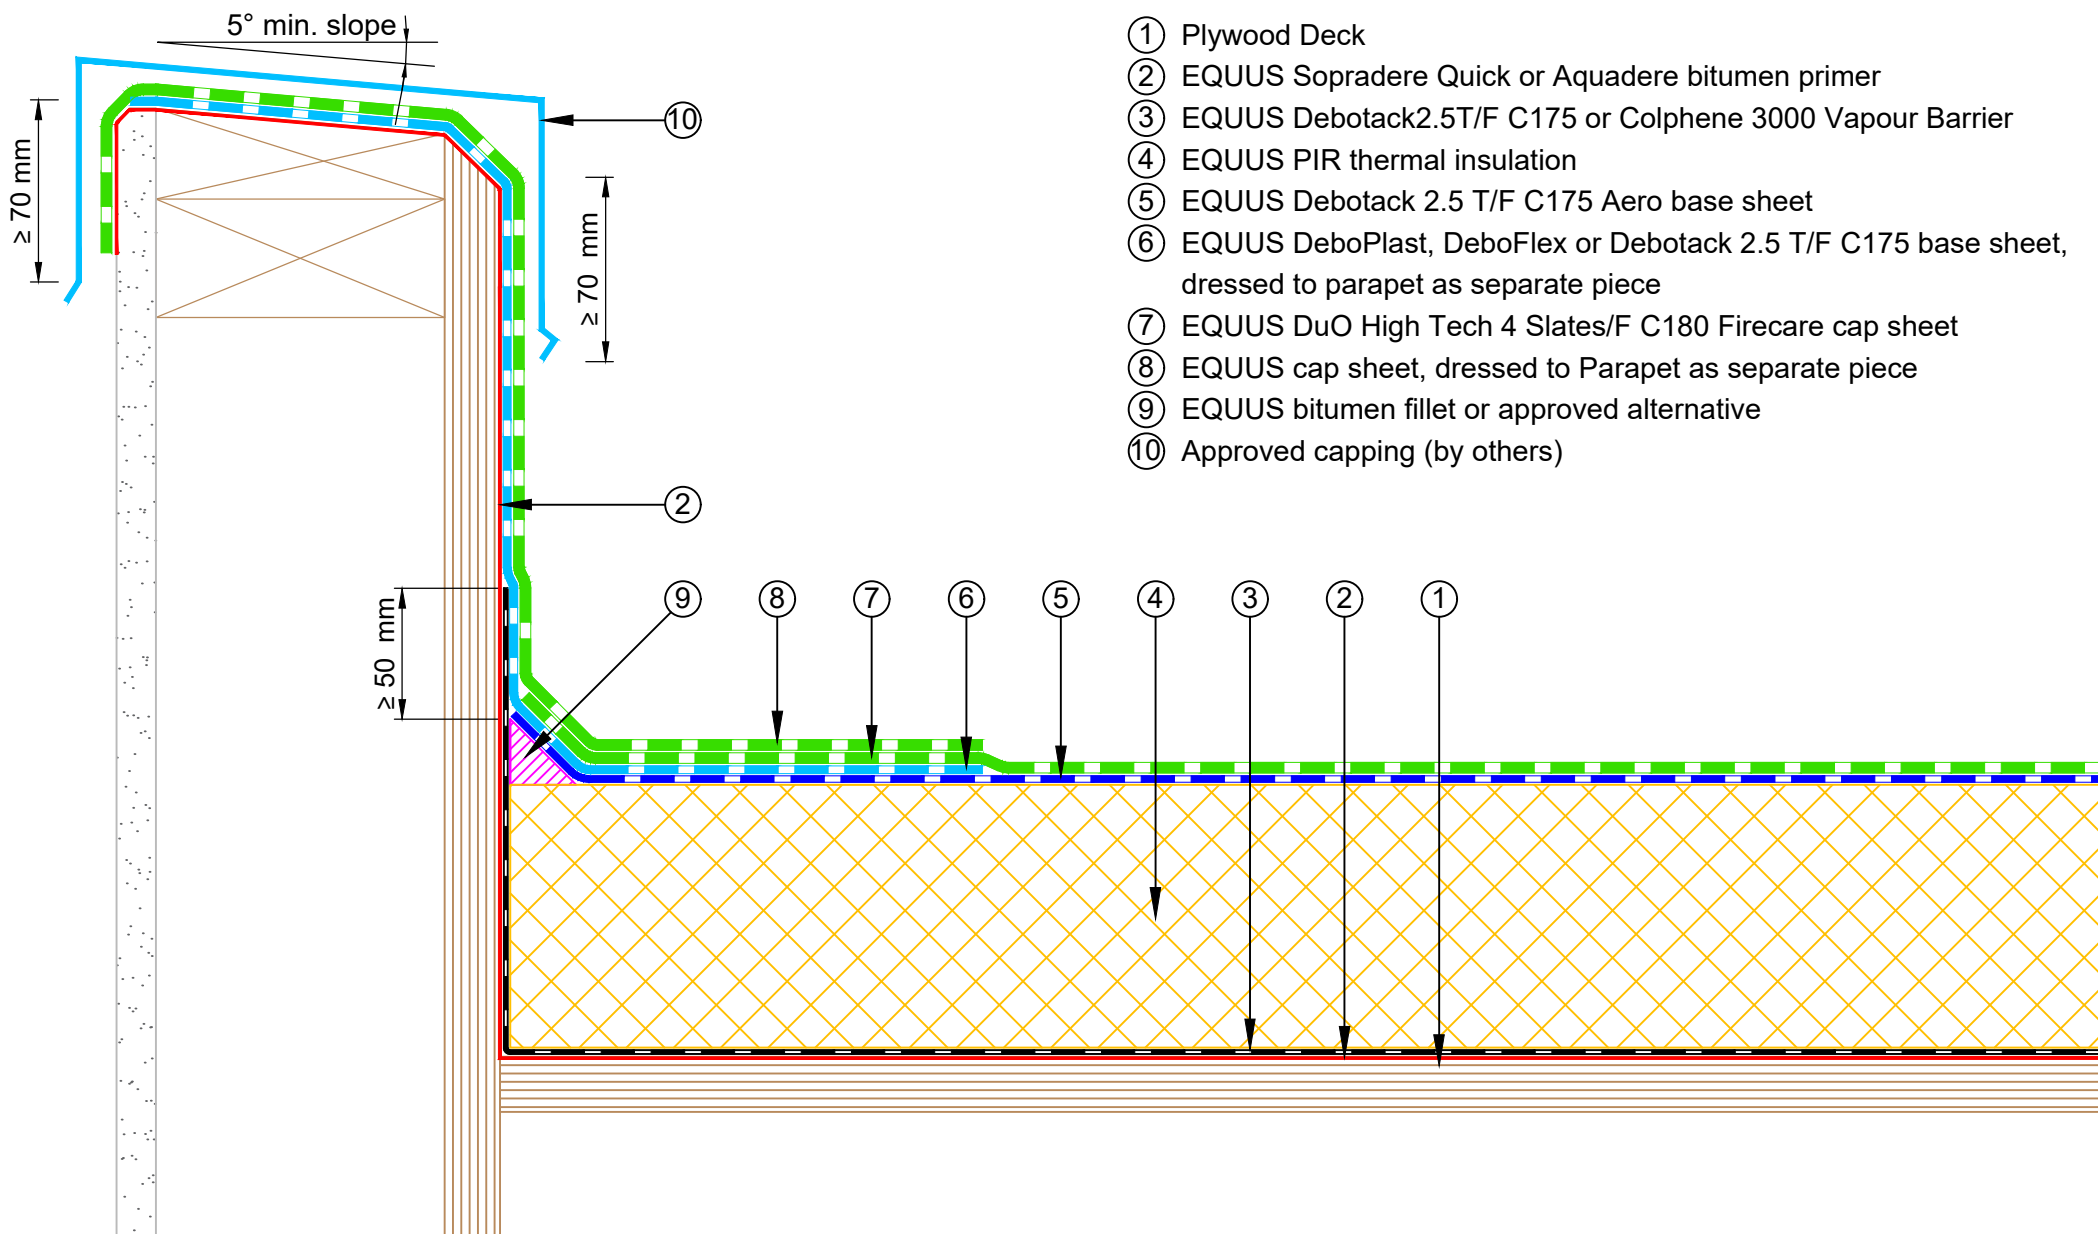 5° min. slope
① Plywood Deck
② EQUUS Sopradere Quick or Aquadere bitumen primer
③ EQUUS Debotack2.5T/F C175 or Colphene 3000 Vapour Barrier
④ EQUUS PIR thermal insulation
⑤ EQUUS Debotack 2.5 T/F C175 Aero base sheet
⑥ EQUUS DeboPlast, DeboFlex or Debotack 2.5 T/F C175 base sheet,
dressed to parapet as separate piece
⑦ EQUUS DuO High Tech 4 Slates/F C180 Firecare cap sheet
⑧ EQUUS cap sheet, dressed to Parapet as separate piece
⑨ EQUUS bitumen fillet or approved alternative
⑩ Approved capping (by others)
⑩
≥ 70 mm
≥ 70 mm
②
≥ 50 mm
⑨ ⑧ ⑦ ⑥ ⑤ ④ ③ ② ①